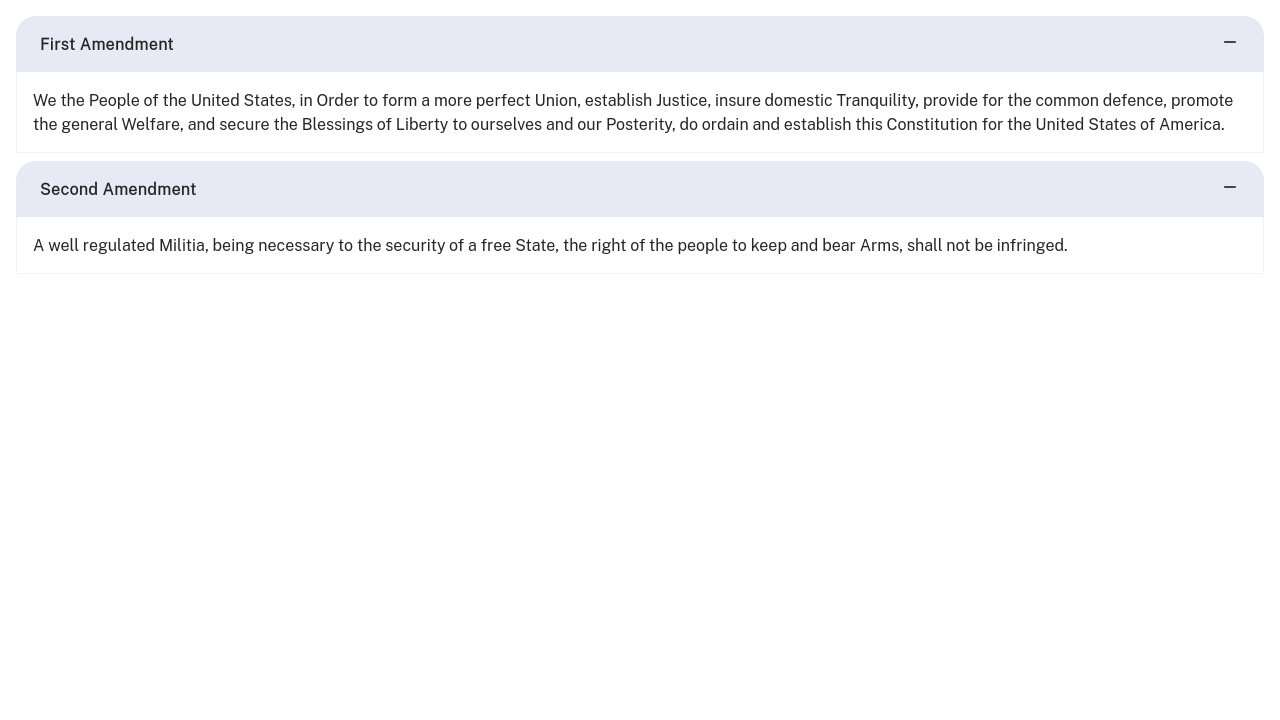 First Amendment
We the People of the United States, in Order to form a more perfect Union, establish Justice, insure domestic Tranquility, provide for the common defence, promote
the general Welfare, and secure the Blessings of Liberty to ourselves and our Posterity, do ordain and establish this Constitution for the United States of America.
Second Amendment
A well regulated Militia, being necessary to the security of a free State, the right of the people to keep and bear Arms, shall not be infringed.